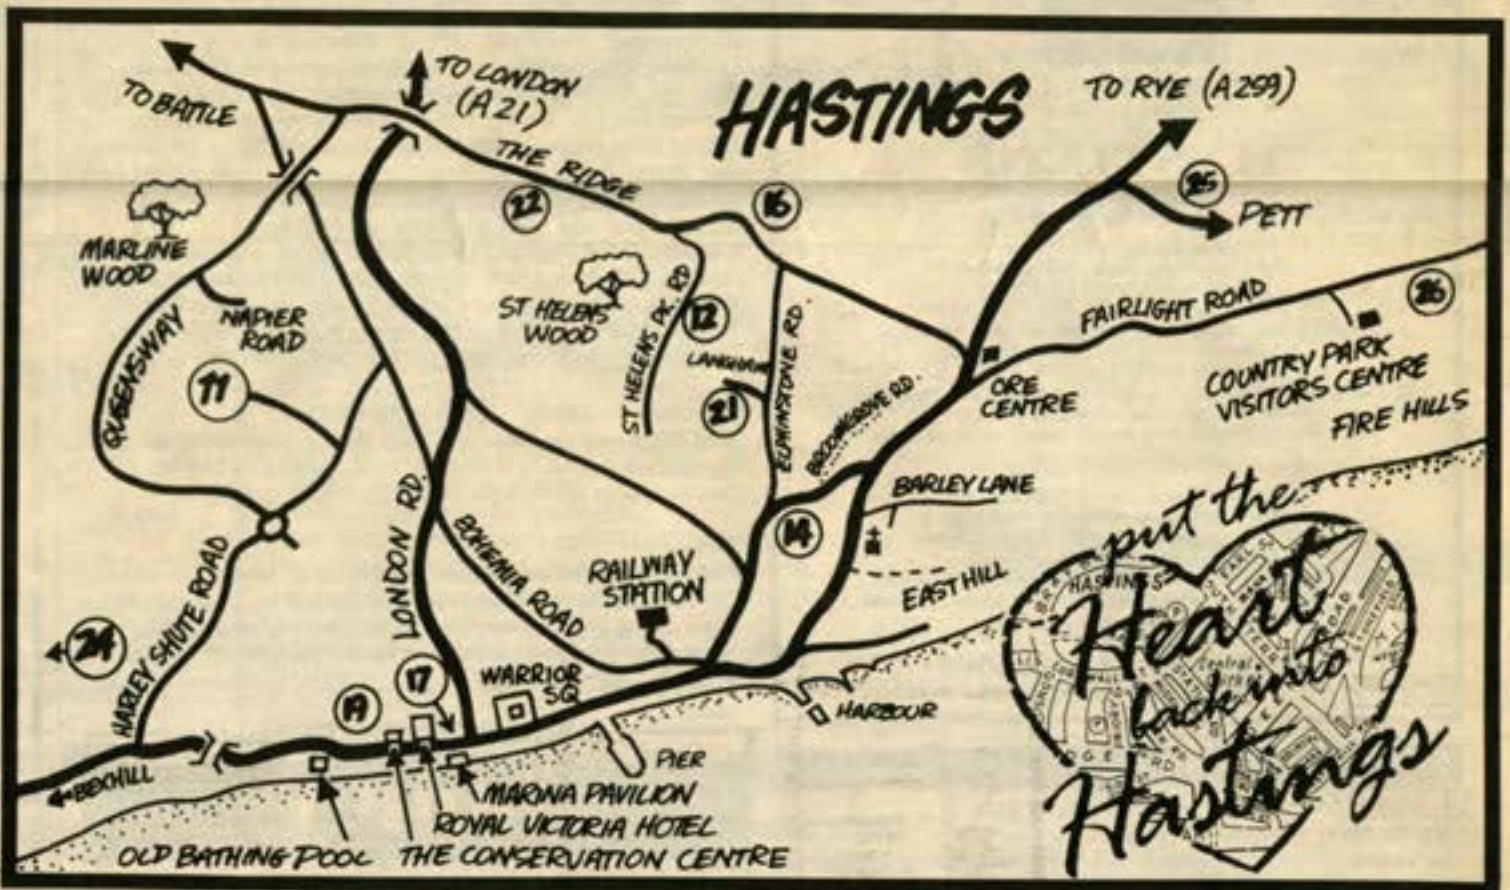 TO BATTLE
TO LONDON
(A21)
HASTINGS
TO RYE (A259)
THE RIDGE
22
16
25
PETT
MARLINE
WOOD
ST HELENS
WOOD
ST HELENS PK. RD
12
FAIRLIGHT ROAD
26
NAPIER
ROAD
QUEENSWAY
11
LANGHAM
21
ELPHINSTONE RD.
BROOMGROVE RD.
ORE
CENTRE
COUNTRY PARK
VISITORS CENTRE
FIRE HILLS
BARLEY LANE
14
LONDON RD.
BOHEMIA ROAD
RAILWAY
STATION
EAST HILL
HARLEY SHUTE ROAD
24
17
19
WARRIOR
SQ
HARBOUR
PIER
BEXHILL
MARINA PAVILION
ROYAL VICTORIA HOTEL
OLD BATHING POOL THE CONSERVATION CENTRE
put the
HASTINGS
Heart
Central
back into
Hastings